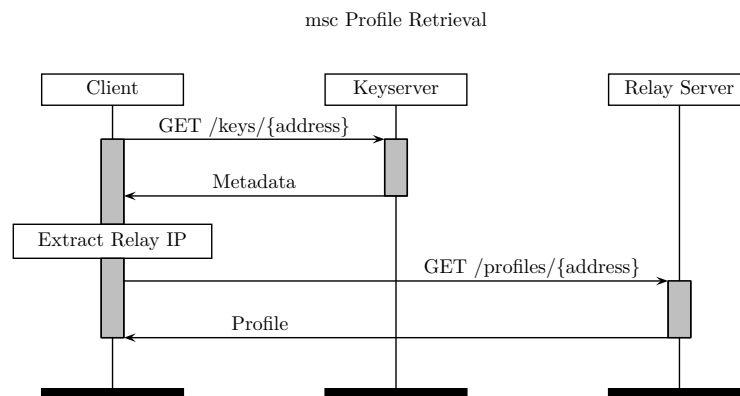 msc Profile Retrieval
Client
Keyserver
Relay Server
GET /keys/{address}
Metadata
Extract Relay IP
GET /profiles/{address}
Profile